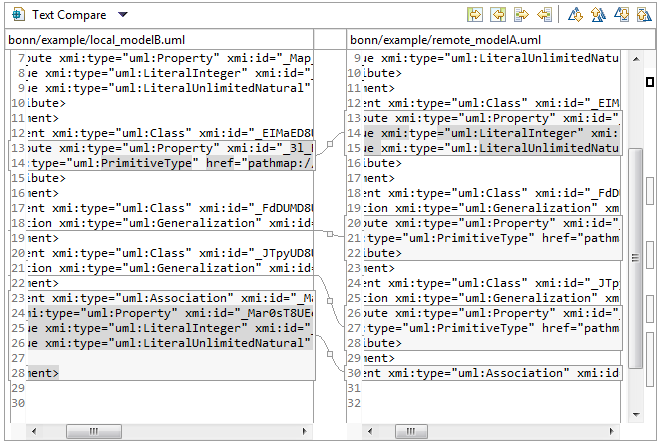 Text Compare
bonn/example/local_modelB.uml
7 bute xmi:type="uml:Property" xmi:id="_Map
8 ue xmi:type="uml:LiteralInteger" xmi:id="_
9 ue xmi:type="uml:LiteralUnlimitedNatural"
10 ibute>
11 ment>
12 ent xmi:type="uml:Class" xmi:id="_EIMaED8U
13 bute xmi:type="uml:Property" xmi:id="_3l_
14 type="uml:PrimitiveType" href="pathmap:/
15 ibute>
16 ment>
17 ent xmi:type="uml:Class" xmi:id="_FdDUMD8U
18 tion xmi:type="uml:Generalization" xmi:id=
19 ment>
20 ent xmi:type="uml:Class" xmi:id="_JTpyUD8U
21 tion xmi:type="uml:Generalization" xmi:id=
22 ment>
23 ent xmi:type="uml:Association" xmi:id="_Ma
24 mi:type="uml:Property" xmi:id="_Mar0sT8UE
25 ue xmi:type="uml:LiteralInteger" xmi:id="_
26 ue xmi:type="uml:LiteralUnlimitedNatural"
27
28 ment>
29
30
bonn/example/remote_modelA.uml
9 ue xmi:type="uml:LiteralUnlimitedNatu
10 ibute>
11 ment>
12 ent xmi:type="uml:Class" xmi:id="_EIM
13 bute xmi:type="uml:Property" xmi:id="
14 ue xmi:type="uml:LiteralInteger" xmi:
15 ue xmi:type="uml:LiteralUnlimitedNatu
16 ibute>
17 ment>
18 ent xmi:type="uml:Class" xmi:id="_FdD
19 tion xmi:type="uml:Generalization" xm
20 bute xmi:type="uml:Property" xmi:id="
21 :type="uml:PrimitiveType" href="pathm
22 ibute>
23 ment>
24 ent xmi:type="uml:Class" xmi:id="_JTp
25 tion xmi:type="uml:Generalization" xm
26 bute xmi:type="uml:Property" xmi:id="
27 :type="uml:PrimitiveType" href="pathm
28 ibute>
29 ment>
30 ent xmi:type="uml:Association" xmi:id
31
32